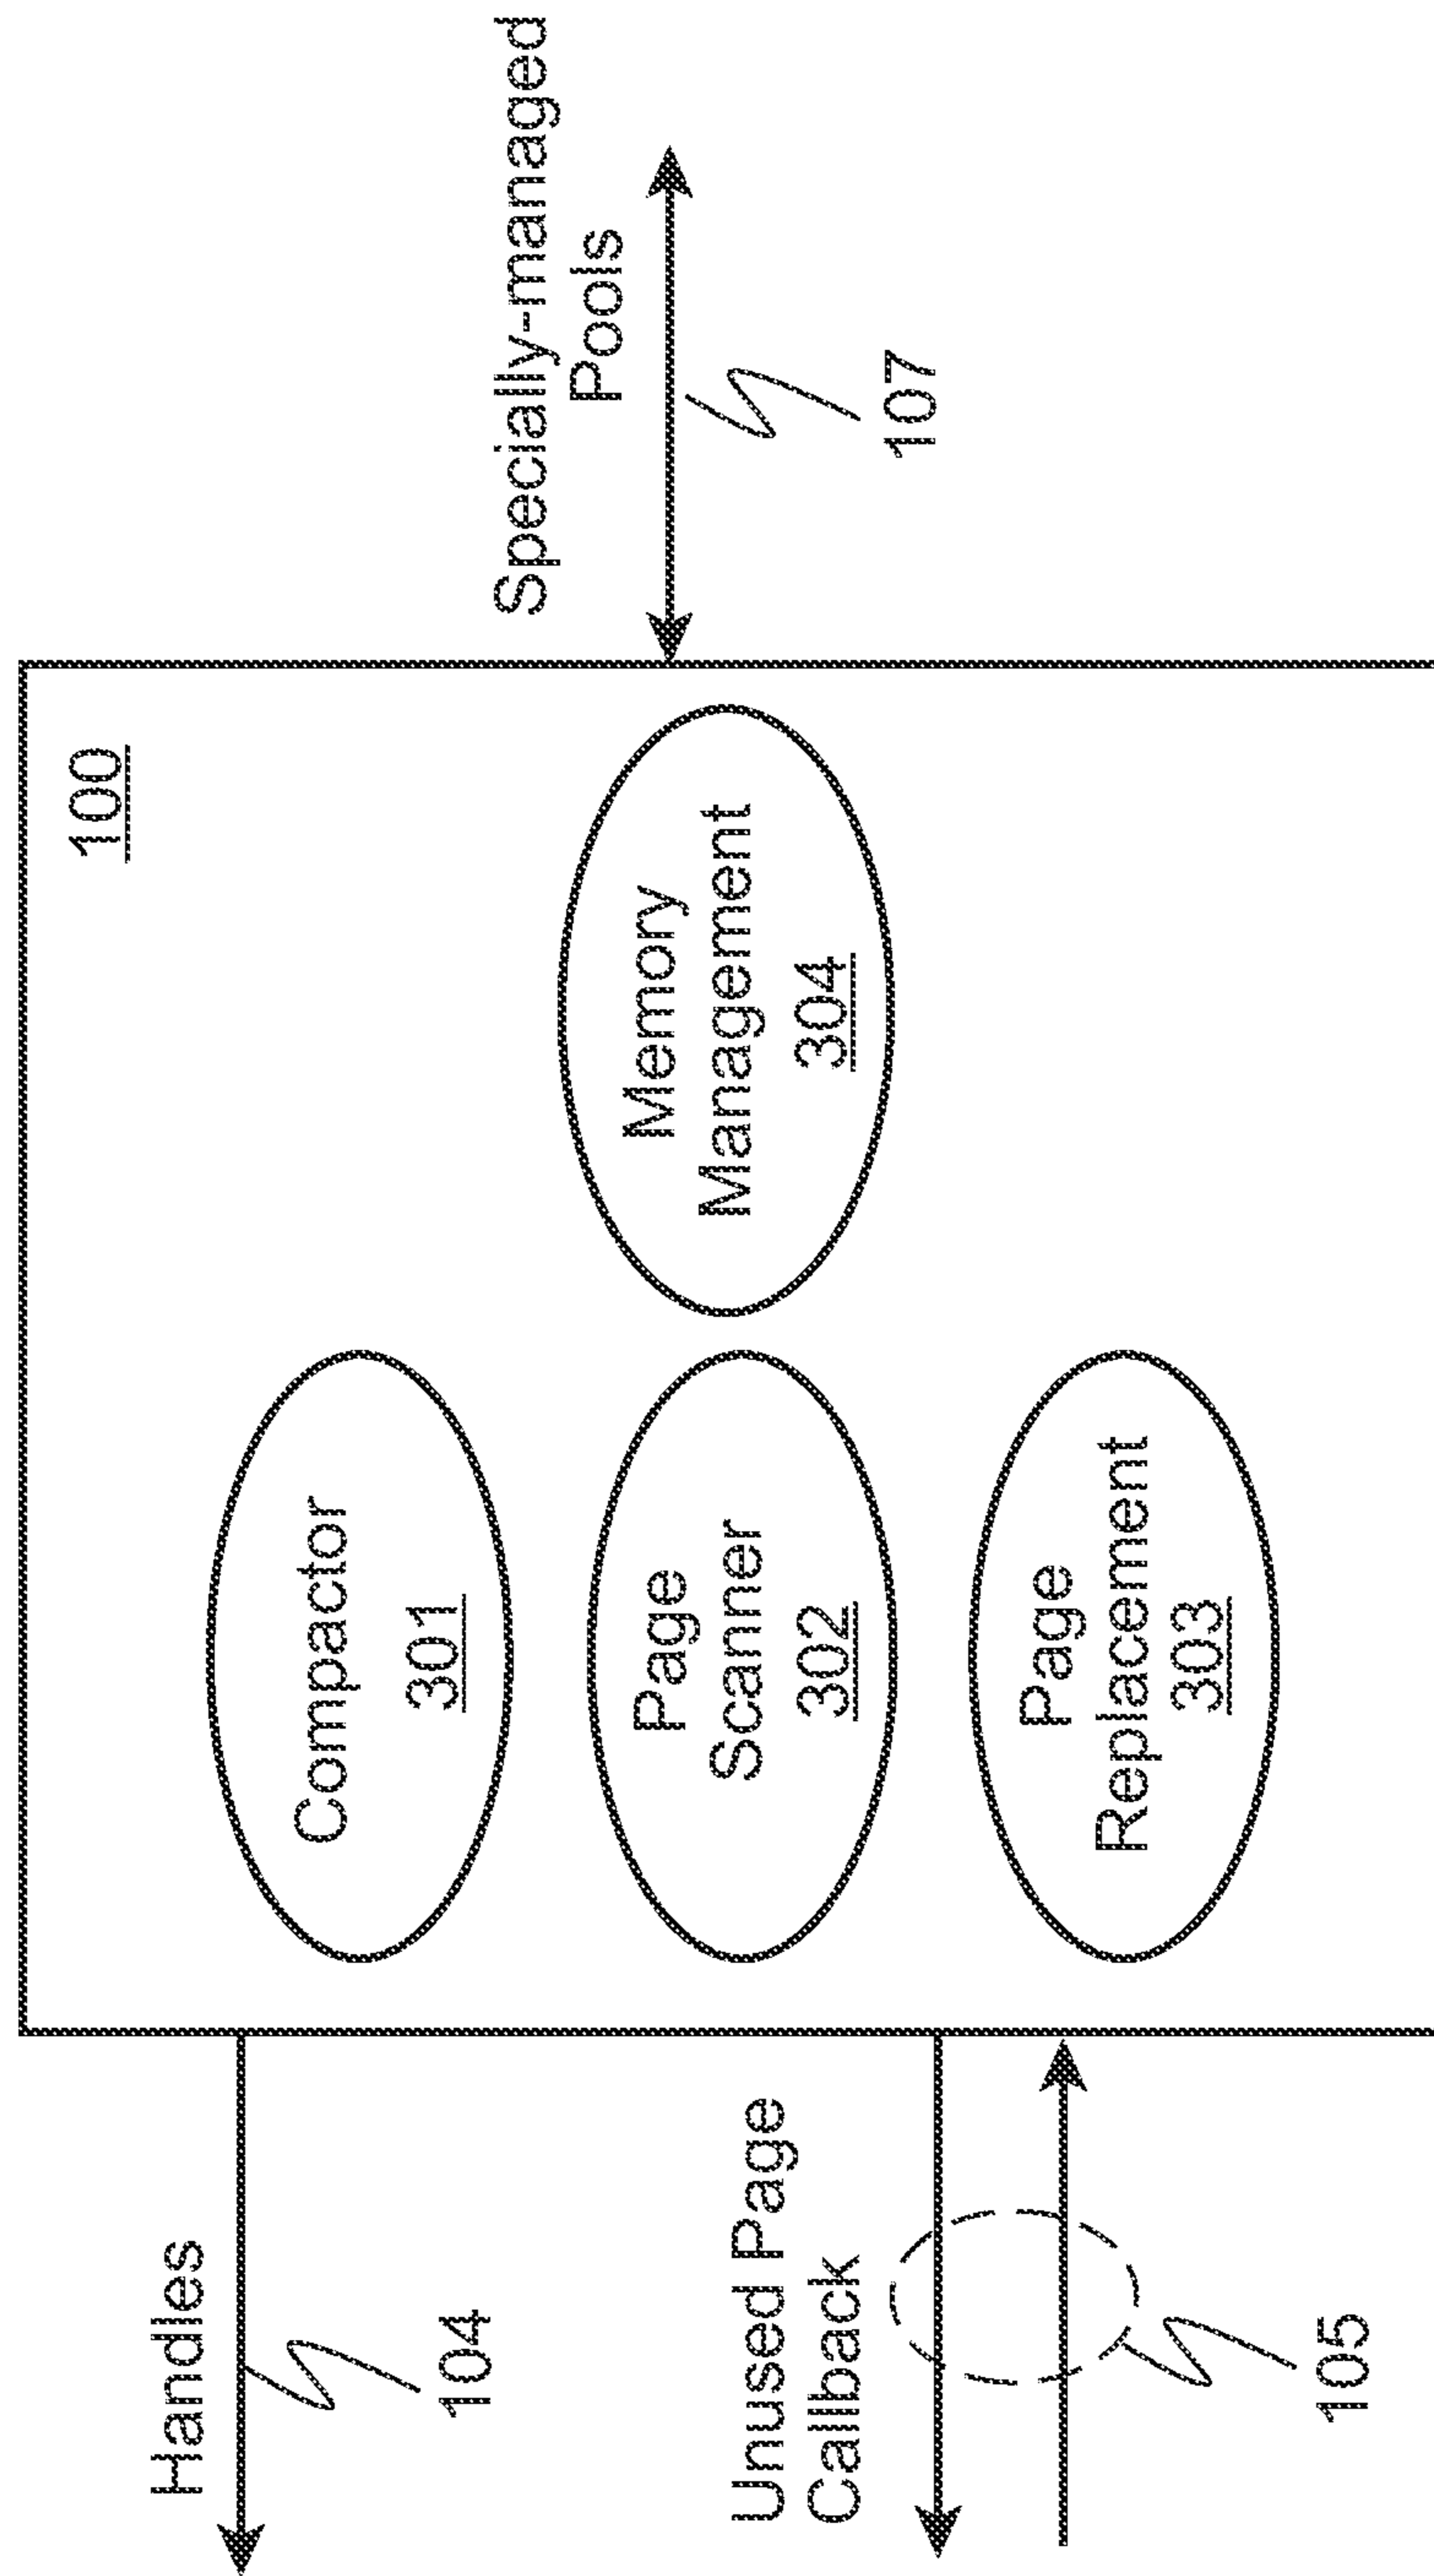 Handles
104
Unused Page
Callback
105
100
Compactor
301
Page
Scanner
302
Page
Replacement
303
Memory
Management
304
Specially-managed
Pools
107